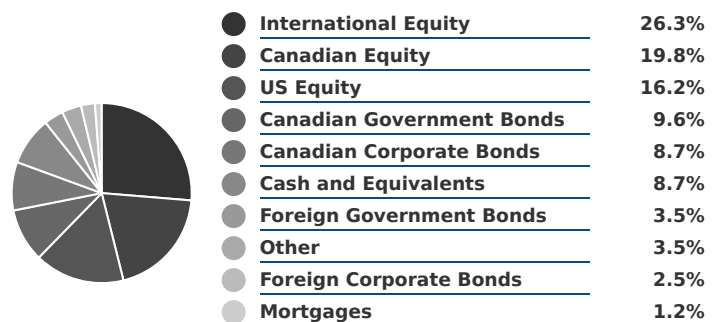 International Equity 26.3%
Canadian Equity 19.8%
US Equity 16.2%
Canadian Government Bonds 9.6%
Canadian Corporate Bonds 8.7%
Cash and Equivalents 8.7%
Foreign Government Bonds 3.5%
Other 3.5%
Foreign Corporate Bonds 2.5%
Mortgages 1.2%